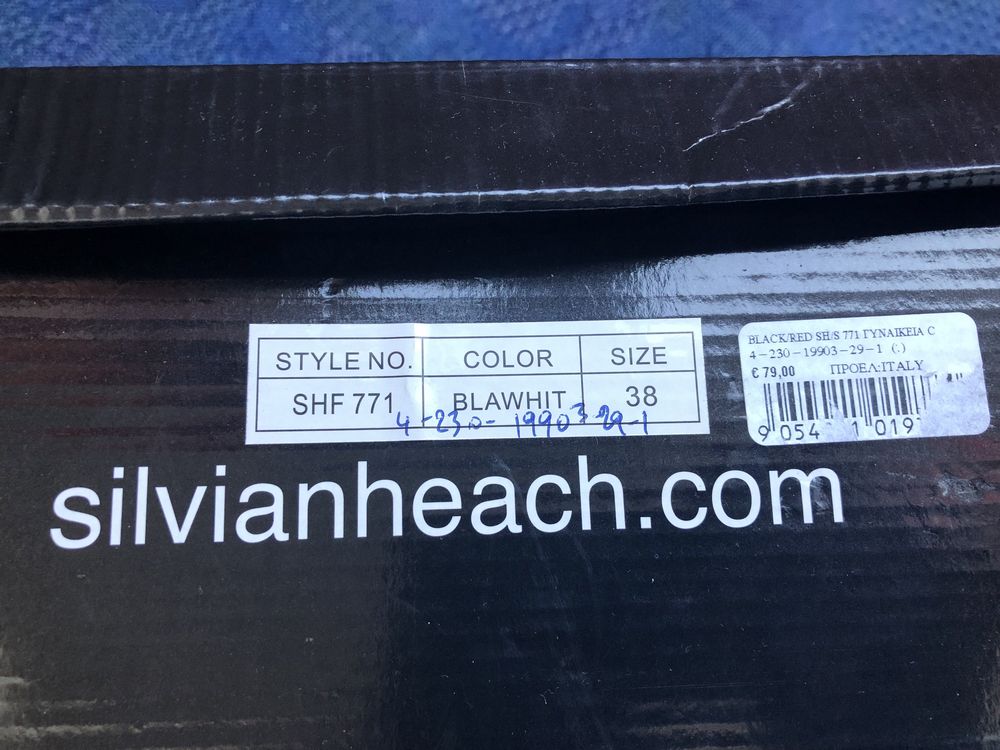 STYLE NO. COLOR SIZE
SHF 771 BLAWHIT 38
4-230-19903-29-1
BLACK/RED SH/S 771 ΓΥΝΑΙΚΕΙΑ C
4-230-19903-29-1 (.)
€ 79,00 ΠΡΟΕΛ:ITALY
9 054 1 019
silvianheach.com